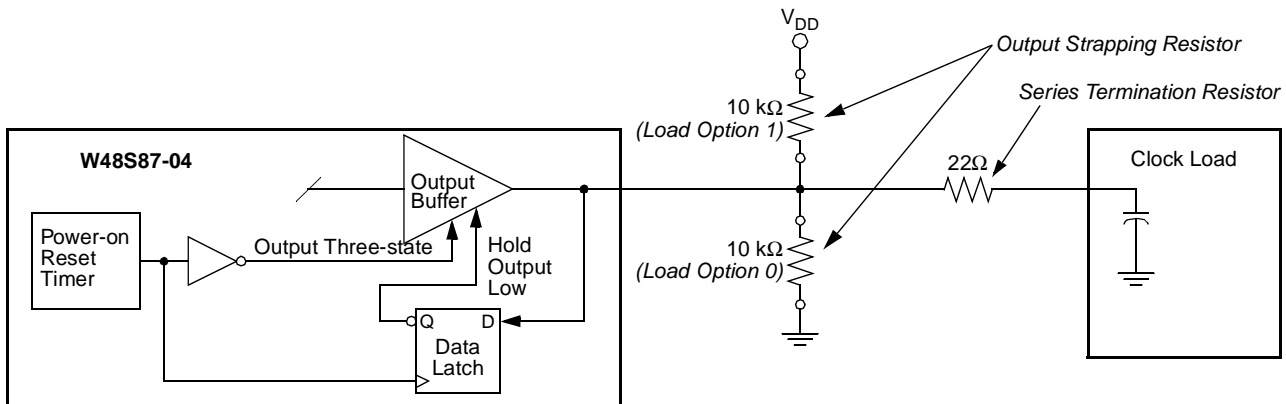 V_DD
Output Strapping Resistor
Series Termination Resistor
10 kΩ
(Load Option 1)
W48S87-04
Clock Load
22Ω
Output
Buffer
Power-on
Reset
Timer
Output Three-state
Hold
Output
Low
10 kΩ
(Load Option 0)
Q D
Data
Latch